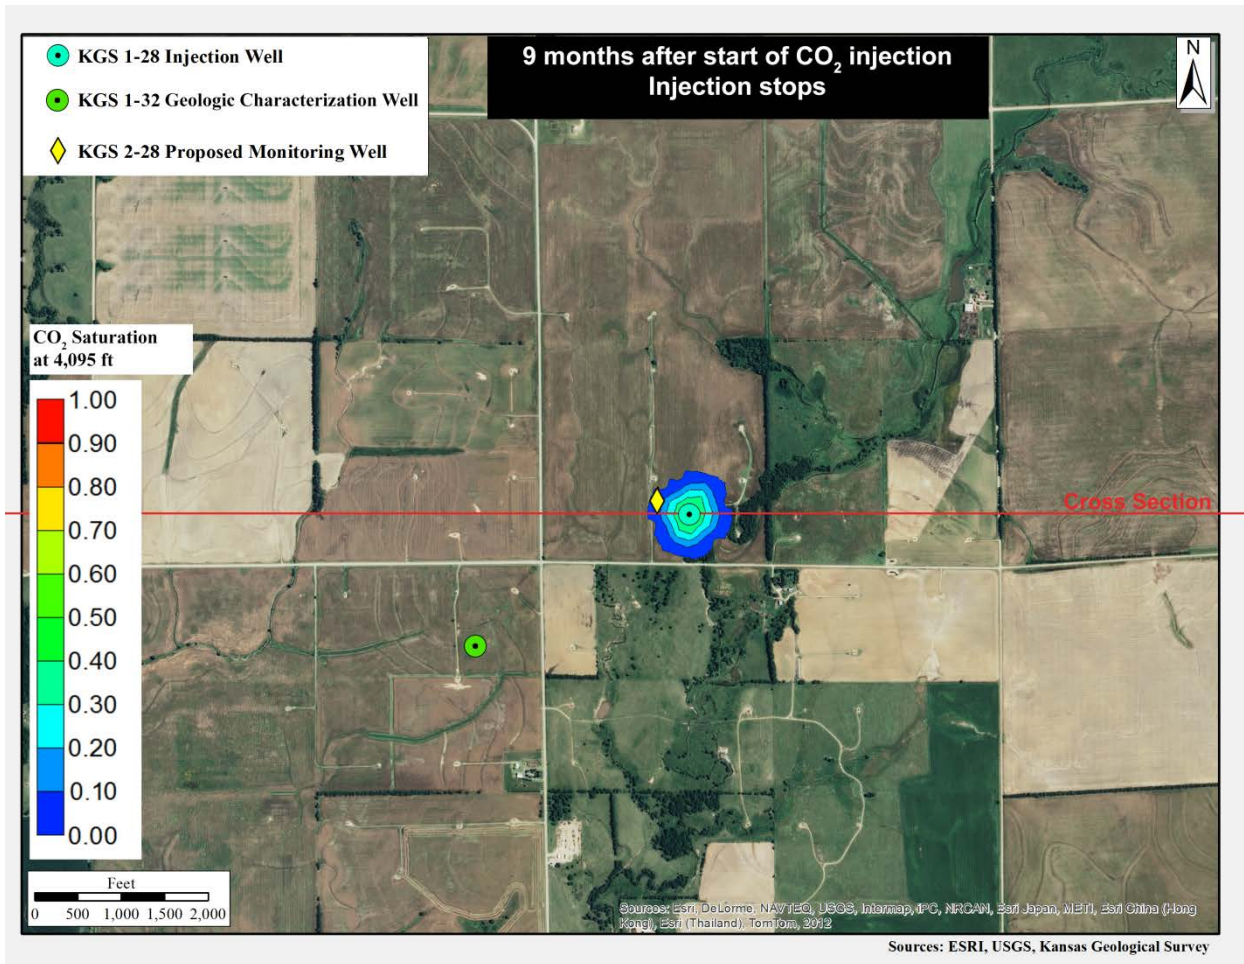 KGS 1-28 Injection Well
KGS 1-32 Geologic Characterization Well
KGS 2-28 Proposed Monitoring Well
9 months after start of CO₂ injection
Injection stops
N
CO₂ Saturation
at 4,095 ft
1.00
0.90
0.80
0.70
0.60
0.50
0.40
0.30
0.20
0.10
0.00
Cross Section
Feet
0 500 1,000 1,500 2,000
Sources: Esri, DeLorme, NAVTEQ, USGS, Intermap, iPC, NRCAN, Esri Japan, METI, Esri China (Hong
Kong), Esri (Thailand), TomTom, 2012
Sources: ESRI, USGS, Kansas Geological Survey